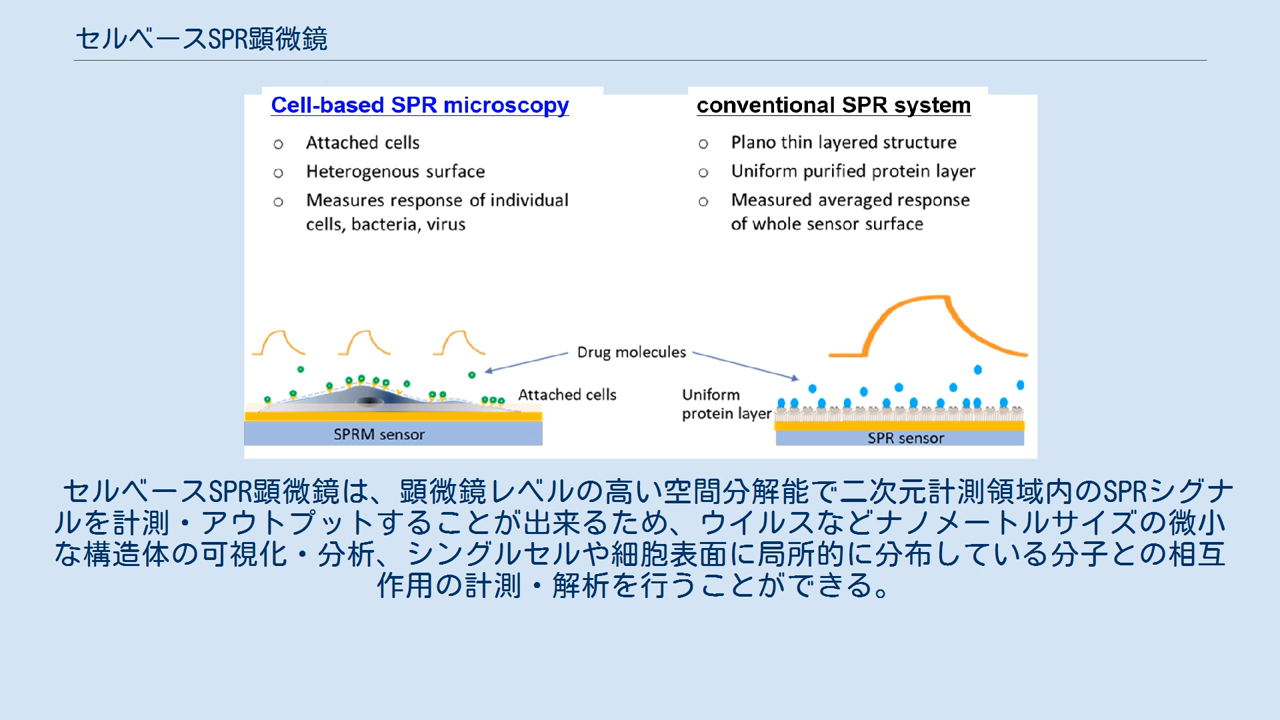 セルベースSPR顕微鏡
Cell-based SPR microscopy
○ Attached cells
○ Heterogenous surface
○ Measures response of individual
cells, bacteria, virus
conventional SPR system
○ Plano thin layered structure
○ Uniform purified protein layer
○ Measured averaged response
of whole sensor surface
Drug molecules
Attached cells
SPRM sensor
Uniform
protein layer
SPR sensor
セルベースSPR顕微鏡は、顕微鏡レベルの高い空間分解能で二次元計測領域内のSPRシグナ
ルを計測・アウトプットすることが出来るため、ウイルスなどナノメートルサイズの微小
な構造体の可視化・分析、シングルセルや細胞表面に局所的に分布している分子との相互
作用の計測・解析を行うことができる。